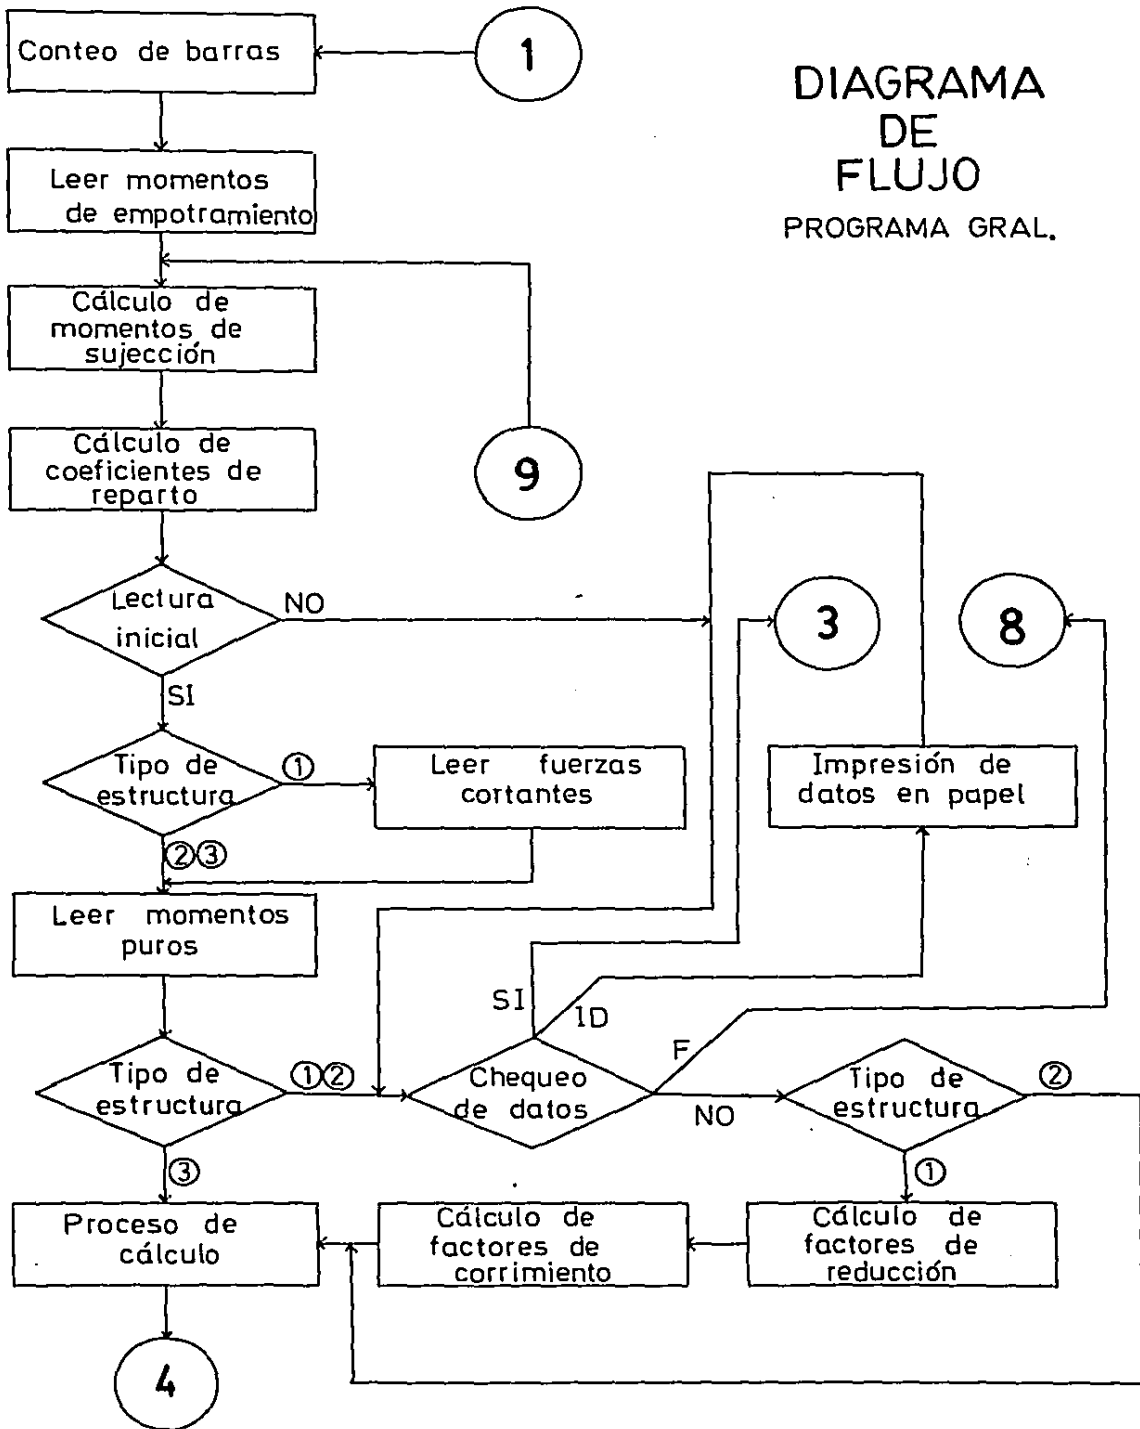 Conteo de barras
1
DIAGRAMA
DE
FLUJO
PROGRAMA GRAL.
Leer momentos
de empotramiento
Cálculo de
momentos de
sujección
Cálculo de
coeficientes de
reparto
9
Lectura
inicial
NO
SI
3
8
Tipo de
estructura
①
Leer fuerzas
cortantes
Impresión de
datos en papel
②③
Leer momentos
puros
SI
ID
F
Tipo de
estructura
①②
Chequeo
de datos
NO
Tipo de
estructura
②
③
①
Proceso de
cálculo
Cálculo de
factores de
corrimiento
Cálculo de
factores de
reducción
4